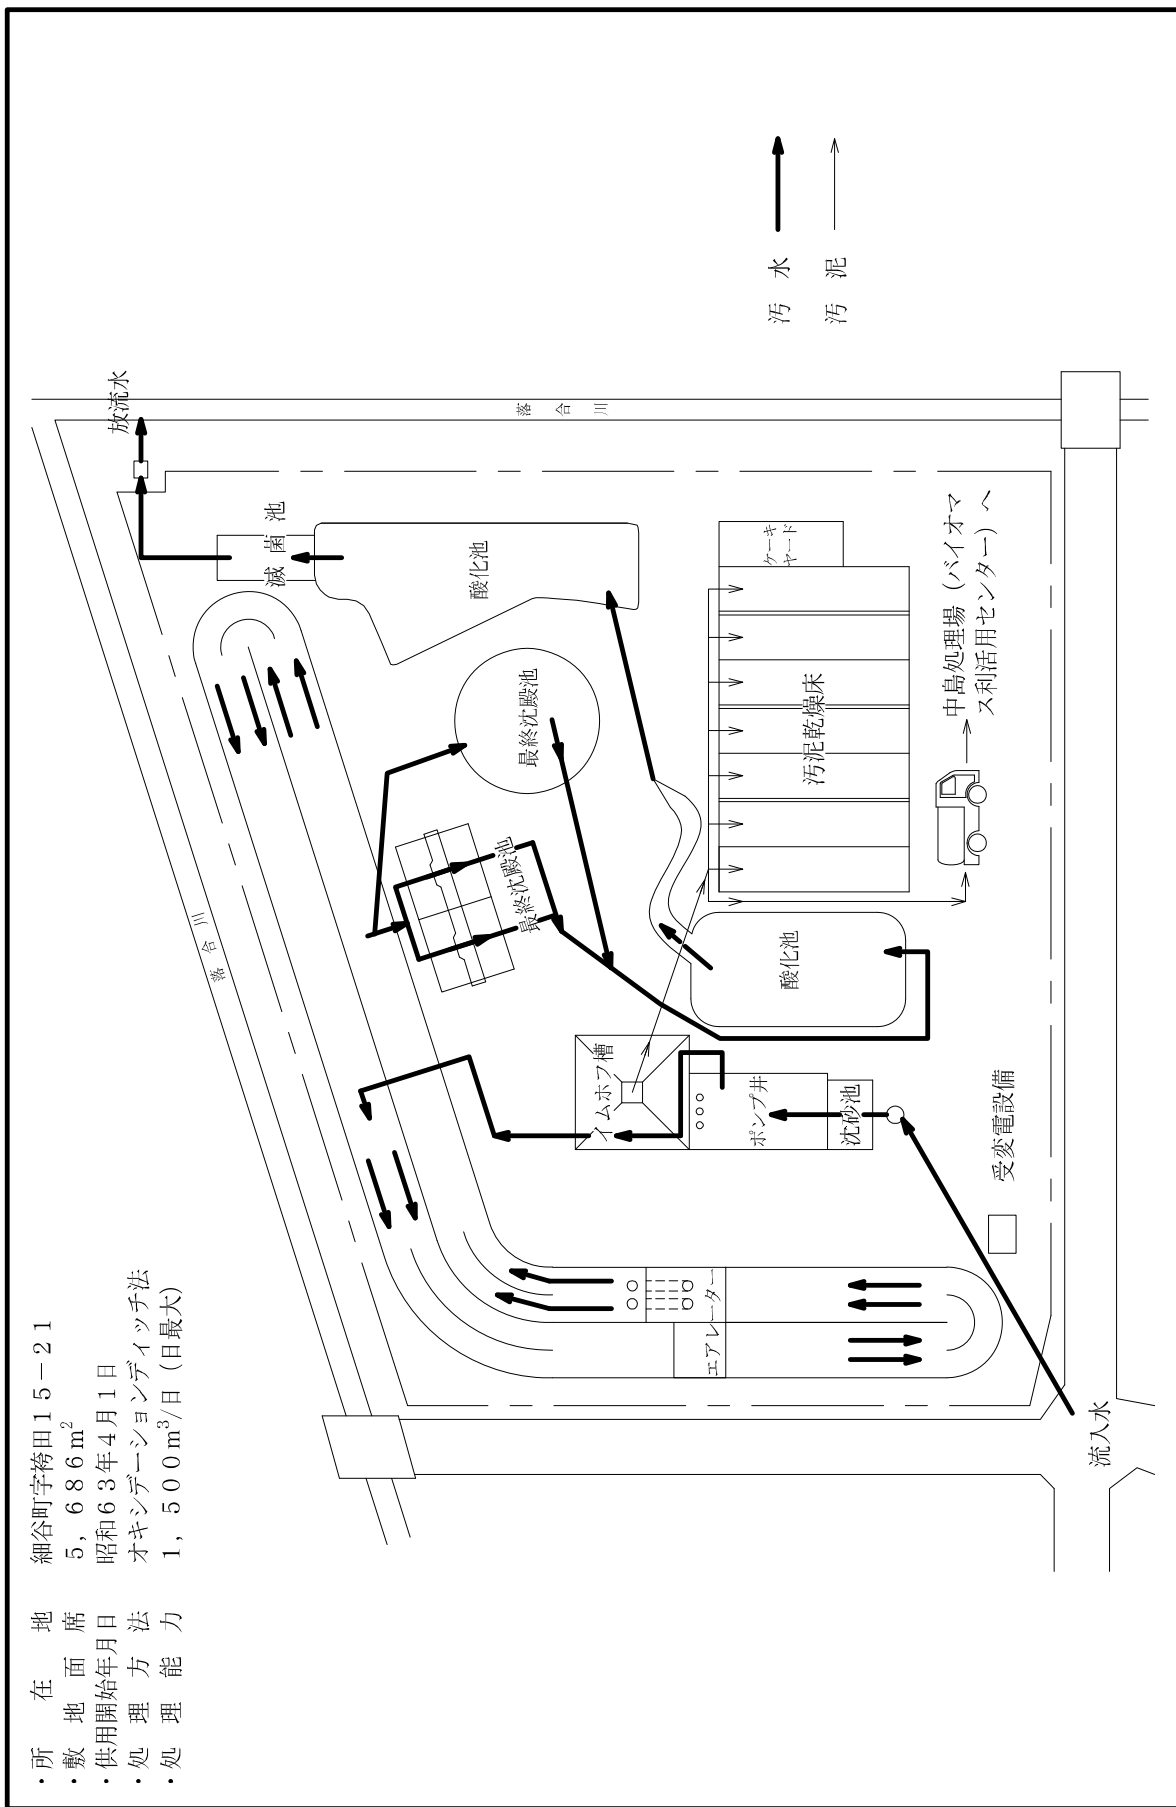 ・所在地 細谷町字袴田15－21
・敷地面席 5，686m²
・供用開始年月日 昭和63年4月1日
・処理方法 オキシデーションディッチ法
・処理能力 1，500m³/日（日最大）
落合川
放流水
落合川
滅菌池
酸化池
最終沈殿池
最終沈殿池
イムホフ槽
ポンプ井
沈砂池
酸化池
汚泥乾燥床
ケーキ
ヤード
中島処理場（バイオマ
ス利活用センター）へ
エアレーター
受変電設備
流入水
汚水
汚泥